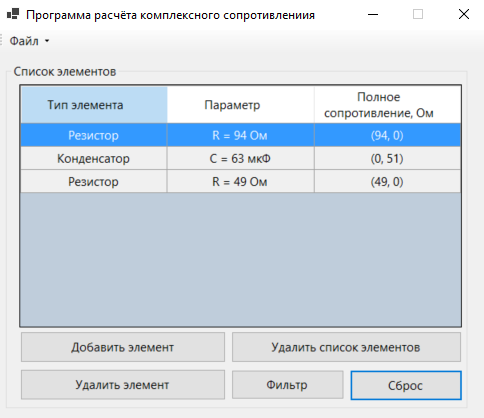 Программа расчёта комплексного сопротивлениия
Файл
Список элементов
Тип элемента Параметр Полное сопротивление, Ом
Резистор R = 94 Ом (94, 0)
Конденсатор C = 63 мкФ (0, 51)
Резистор R = 49 Ом (49, 0)
Добавить элемент Удалить список элементов
Удалить элемент Фильтр Сброс